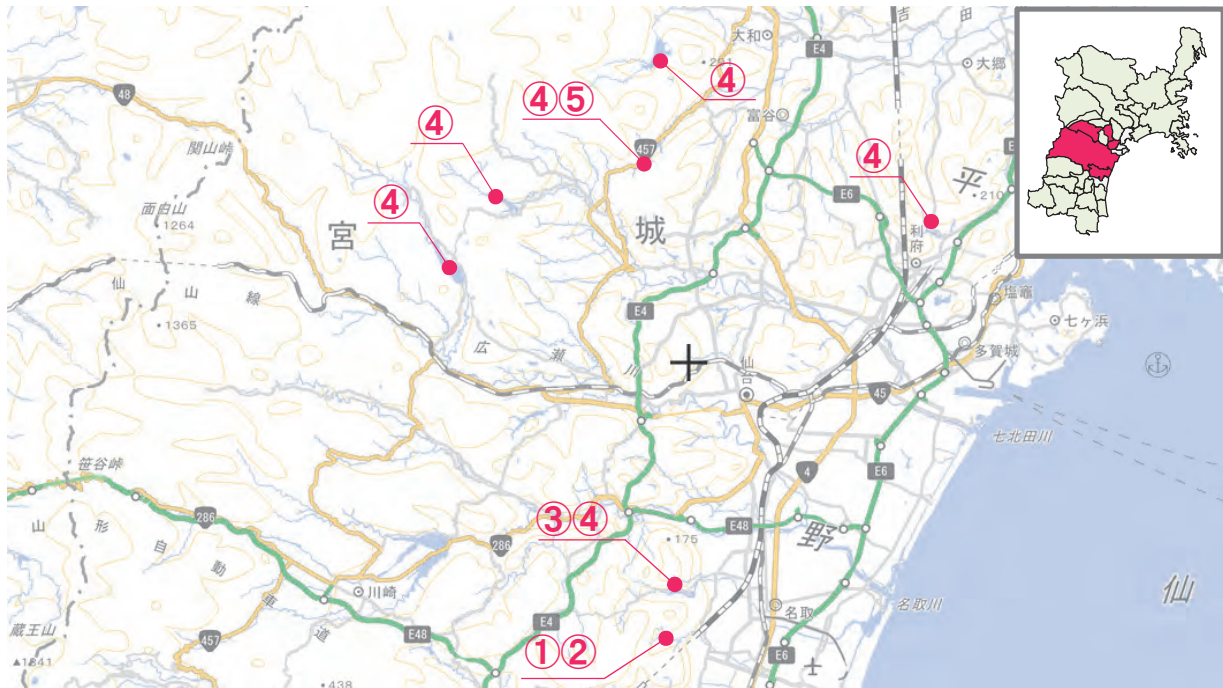 大和
E4
吉
田
大郷
・291
④
④⑤
富谷
48
関山峠
④
457
④
E6
平
・210
E
面白山
・1264
④
宮
城
利府
仙
山
線
・1365
塩竈
七ヶ浜
E4
広
瀬
川
仙台
多賀城
45
七北田川
笹谷峠
4
E6
286
山
形
自
動
車
道
286
③④
・175
E48
野
川崎
名取
名取川
仙
蔵王山
▲1841
457
E48
E4
①②
E6
士
・438